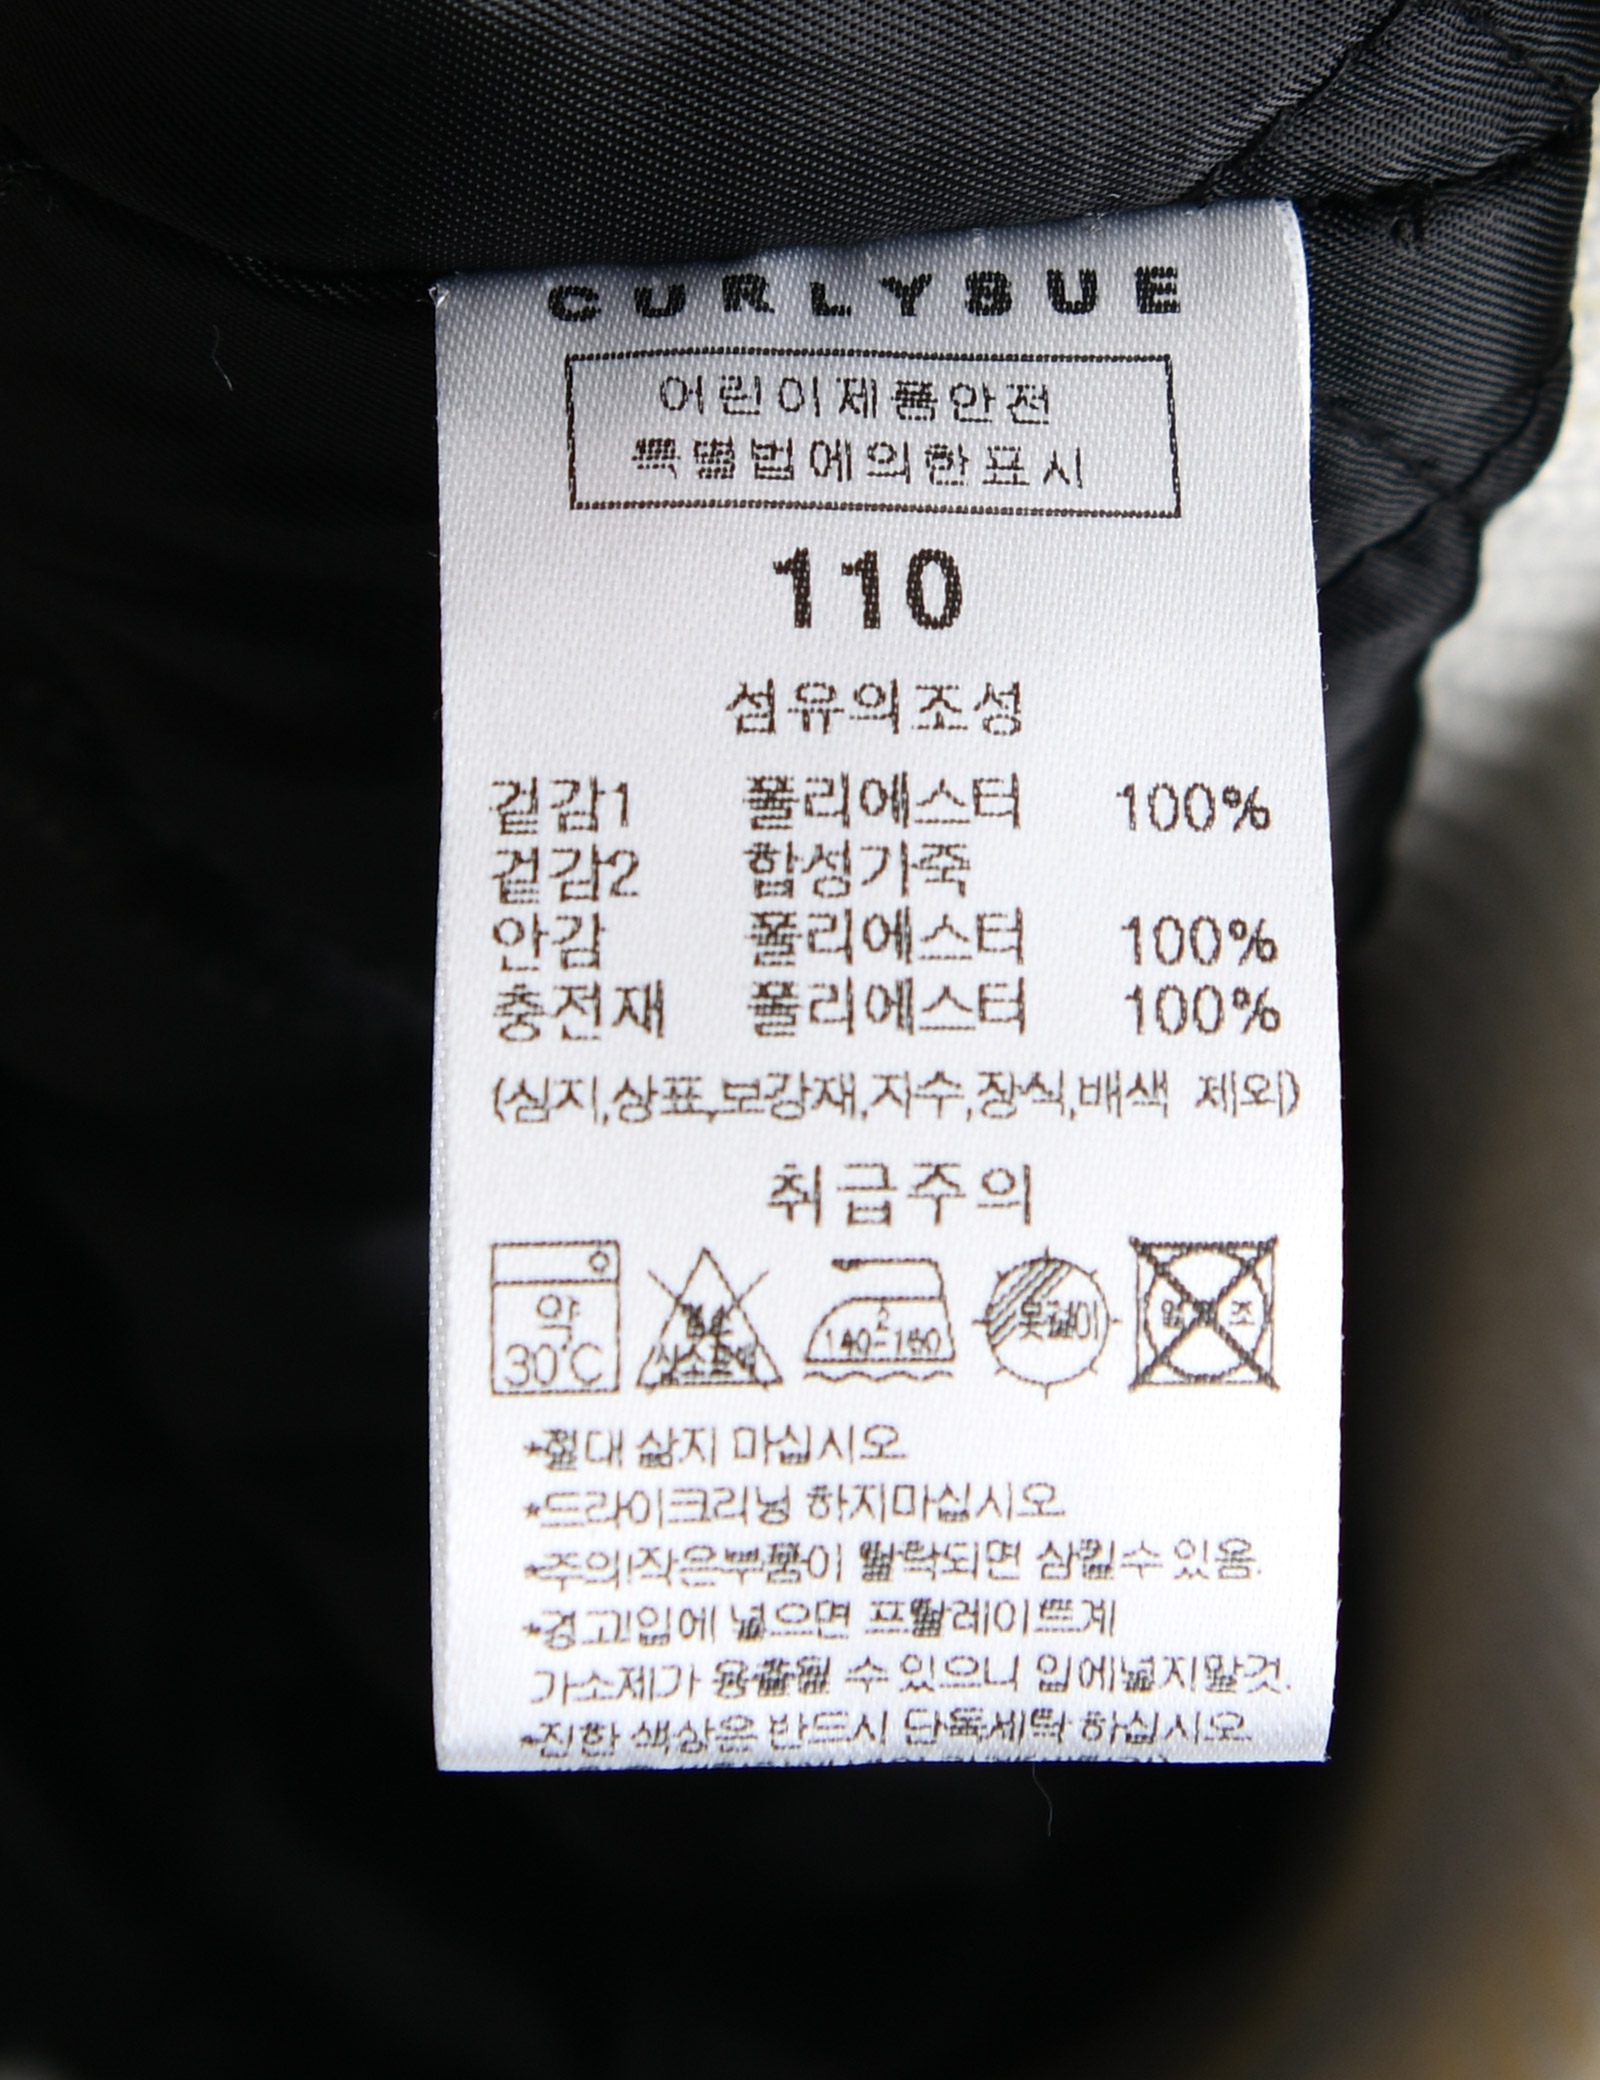 CURLYSUE
어린이제품안전
특별법에의한표시
110
섬유의조성
겉감1 폴리에스터 100%
겉감2 합성가죽
안감 폴리에스터 100%
충전재 폴리에스터 100%
(심지,상표,보강재,자수,장식,배색 제외)
취급주의
약
30℃
산소표백
2
140-160
옷걸이
*절대 삶지 마십시오
*드라이크리닝 하지마십시오
*주의!작은부품이 탈락되면 삼킬수 있음.
*경고!입에 넣으면 프탈레이트계
가소제가 용출될 수 있으니 입에넣지말것.
*진한 색상은 반드시 단독세탁 하십시오